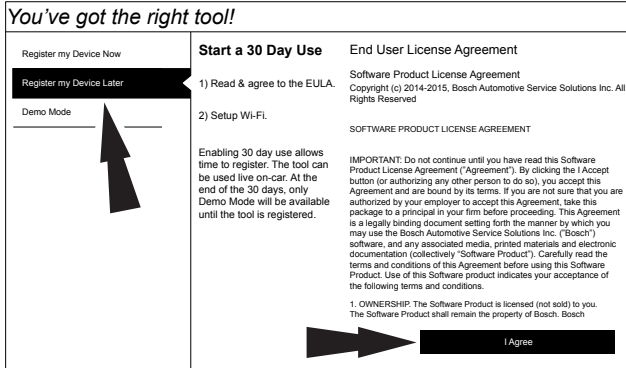 You've got the right tool!
Register my Device Now
Register my Device Later
Demo Mode
Start a 30 Day Use
1) Read & agree to the EULA.
2) Setup Wi-Fi.
Enabling 30 day use allows
time to register. The tool can
be used live on-car. At the
end of the 30 days, only
Demo Mode will be available
until the tool is registered.
End User License Agreement
Software Product License Agreement
Copyright (c) 2014-2015, Bosch Automotive Service Solutions Inc. All
Rights Reserved
SOFTWARE PRODUCT LICENSE AGREEMENT
IMPORTANT: Do not continue until you have read this Software
Product License Agreement ("Agreement"). By clicking the I Accept
button (or authorizing any other person to do so), you accept this
Agreement and are bound by its terms. If you are not sure that you are
authorized by your employer to accept this Agreement, take this
package to a principal in your firm before proceeding. This Agreement
is a legally binding document setting forth the manner by which you
may use the Bosch Automotive Service Solutions Inc. ("Bosch")
software, and any associated media, printed materials and electronic
documentation (collectively "Software Product"). Carefully read the
terms and conditions of this Agreement before using this Software
Product. Use of this Software product indicates your acceptance of
the following terms and conditions.
1. OWNERSHIP. The Software Product is licensed (not sold) to you.
The Software Product shall remain the property of Bosch. Bosch
I Agree